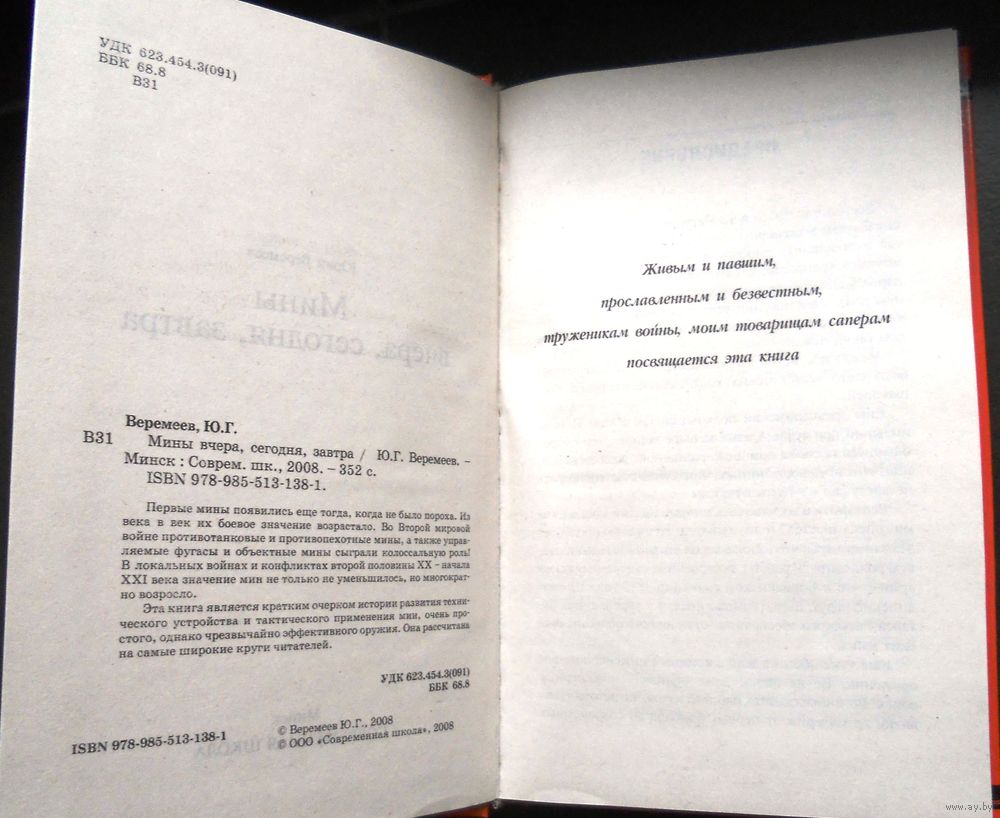 УДК 623.454.3(091)
ББК 68.8
В31
Веремеев, Ю.Г.
В31
Мины вчера, сегодня, завтра / Ю.Г. Веремеев. –
Минск : Соврем. шк., 2008. – 352 с.
ISBN 978-985-513-138-1.
Первые мины появились еще тогда, когда не было пороха. Из
века в век их боевое значение возрастало. Во Второй мировой
войне противотанковые и противопехотные мины, а также управ-
ляемые фугасы и объектные мины сыграли колоссальную роль!
В локальных войнах и конфликтах второй половины XX – начала
XXI века значение мин не только не уменьшилось, но многократ-
но возросло.
Эта книга является кратким очерком истории развития техни-
ческого устройства и тактического применения мин, очень про-
стого, однако чрезвычайно эффективного оружия. Она рассчитана
на самые широкие круги читателей.
УДК 623.454.3(091)
ББК 68.8
ISBN 978-985-513-138-1
© Веремеев Ю.Г., 2008
© ООО «Современная школа», 2008
Живым и павшим,
прославленным и безвестным,
труженикам войны, моим товарищам саперам
посвящается эта книга
www.ay.by